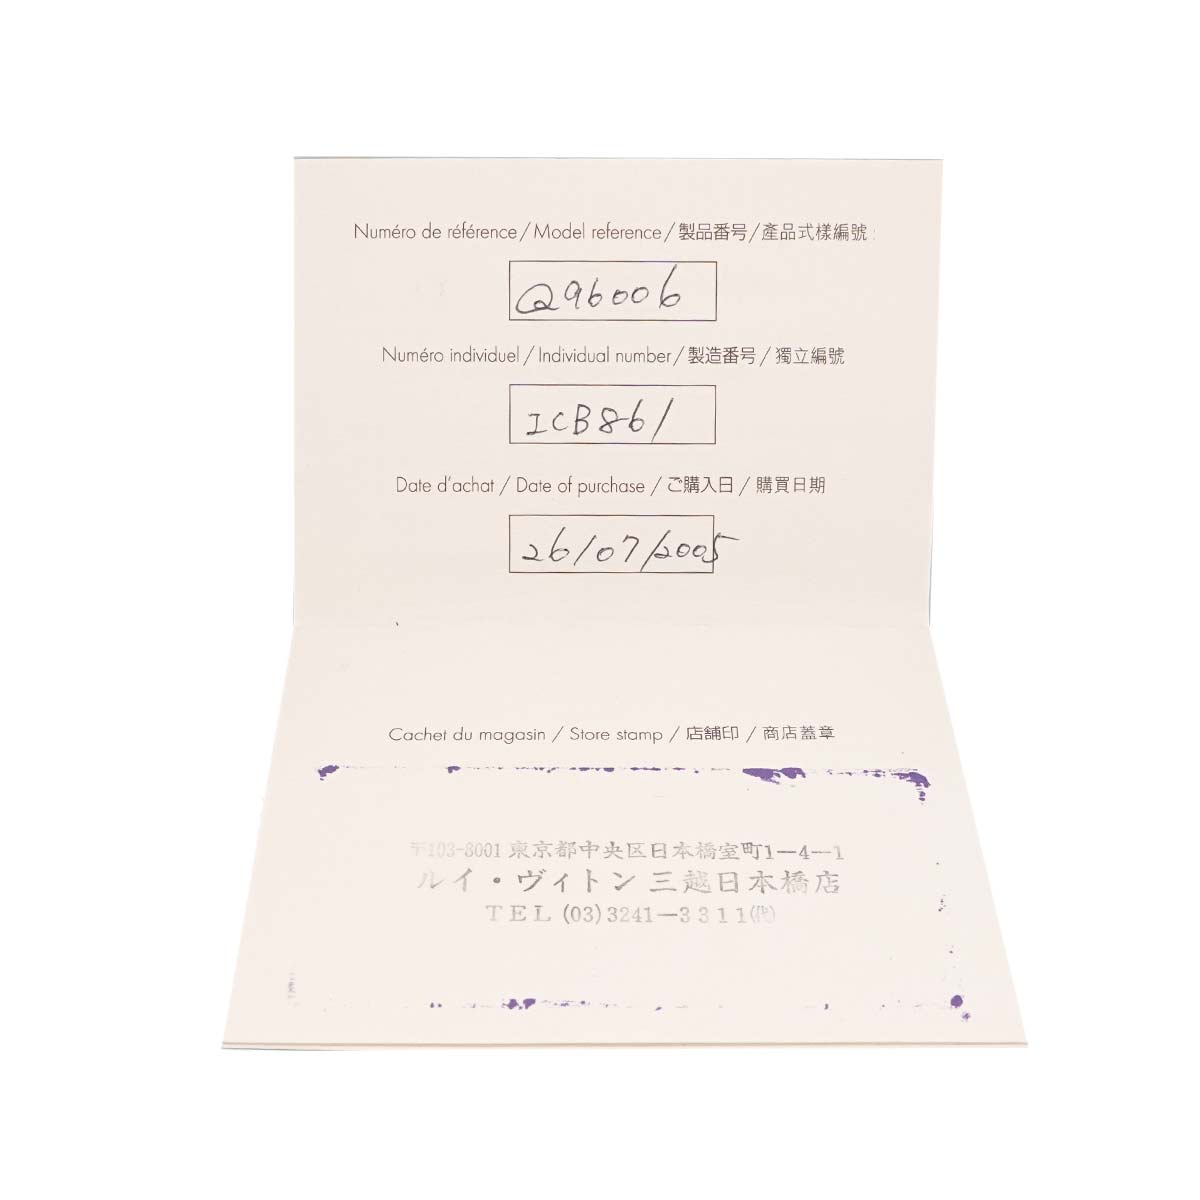 Numéro de référence / Model reference / 製品番号 / 產品式樣編號 :
Q96006
Numéro individuel / Individual number / 製造番号 / 獨立編號
ICB861
Date d'achat / Date of purchase / ご購入日 / 購買日期
26/07/2005
Cachet du magasin / Store stamp / 店舗印 / 商店蓋章
〒103-8001 東京都中央区日本橋室町1-4-1
ルイ・ヴィトン 三越日本橋店
TEL (03) 3241-3311(代)